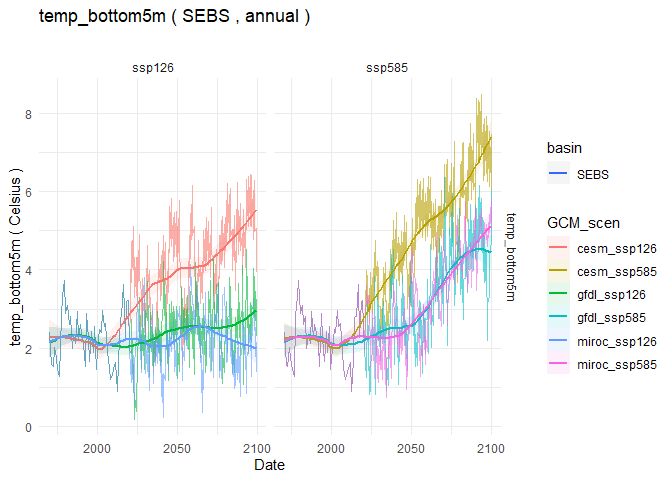 temp_bottom5m ( SEBS , annual )
ssp126
ssp585
8
6
4
2
0
temp_bottom5m ( Celsius )
temp_bottom5m
2000
2050
2100
2000
2050
2100
Date
basin
SEBS
GCM_scen
cesm_ssp126
cesm_ssp585
gfdl_ssp126
gfdl_ssp585
miroc_ssp126
miroc_ssp585